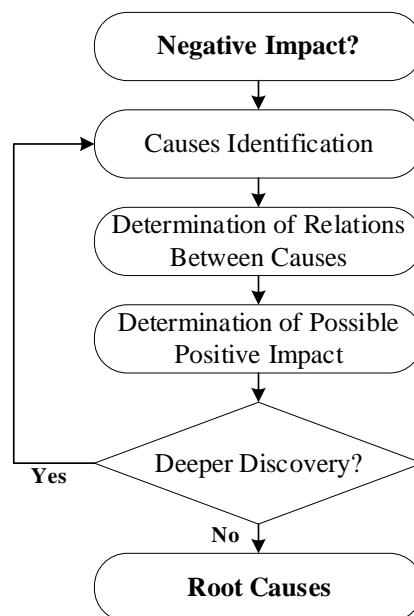 Negative Impact?
Causes Identification
Determination of Relations
Between Causes
Determination of Possible
Positive Impact
Deeper Discovery?
Yes
No
Root Causes